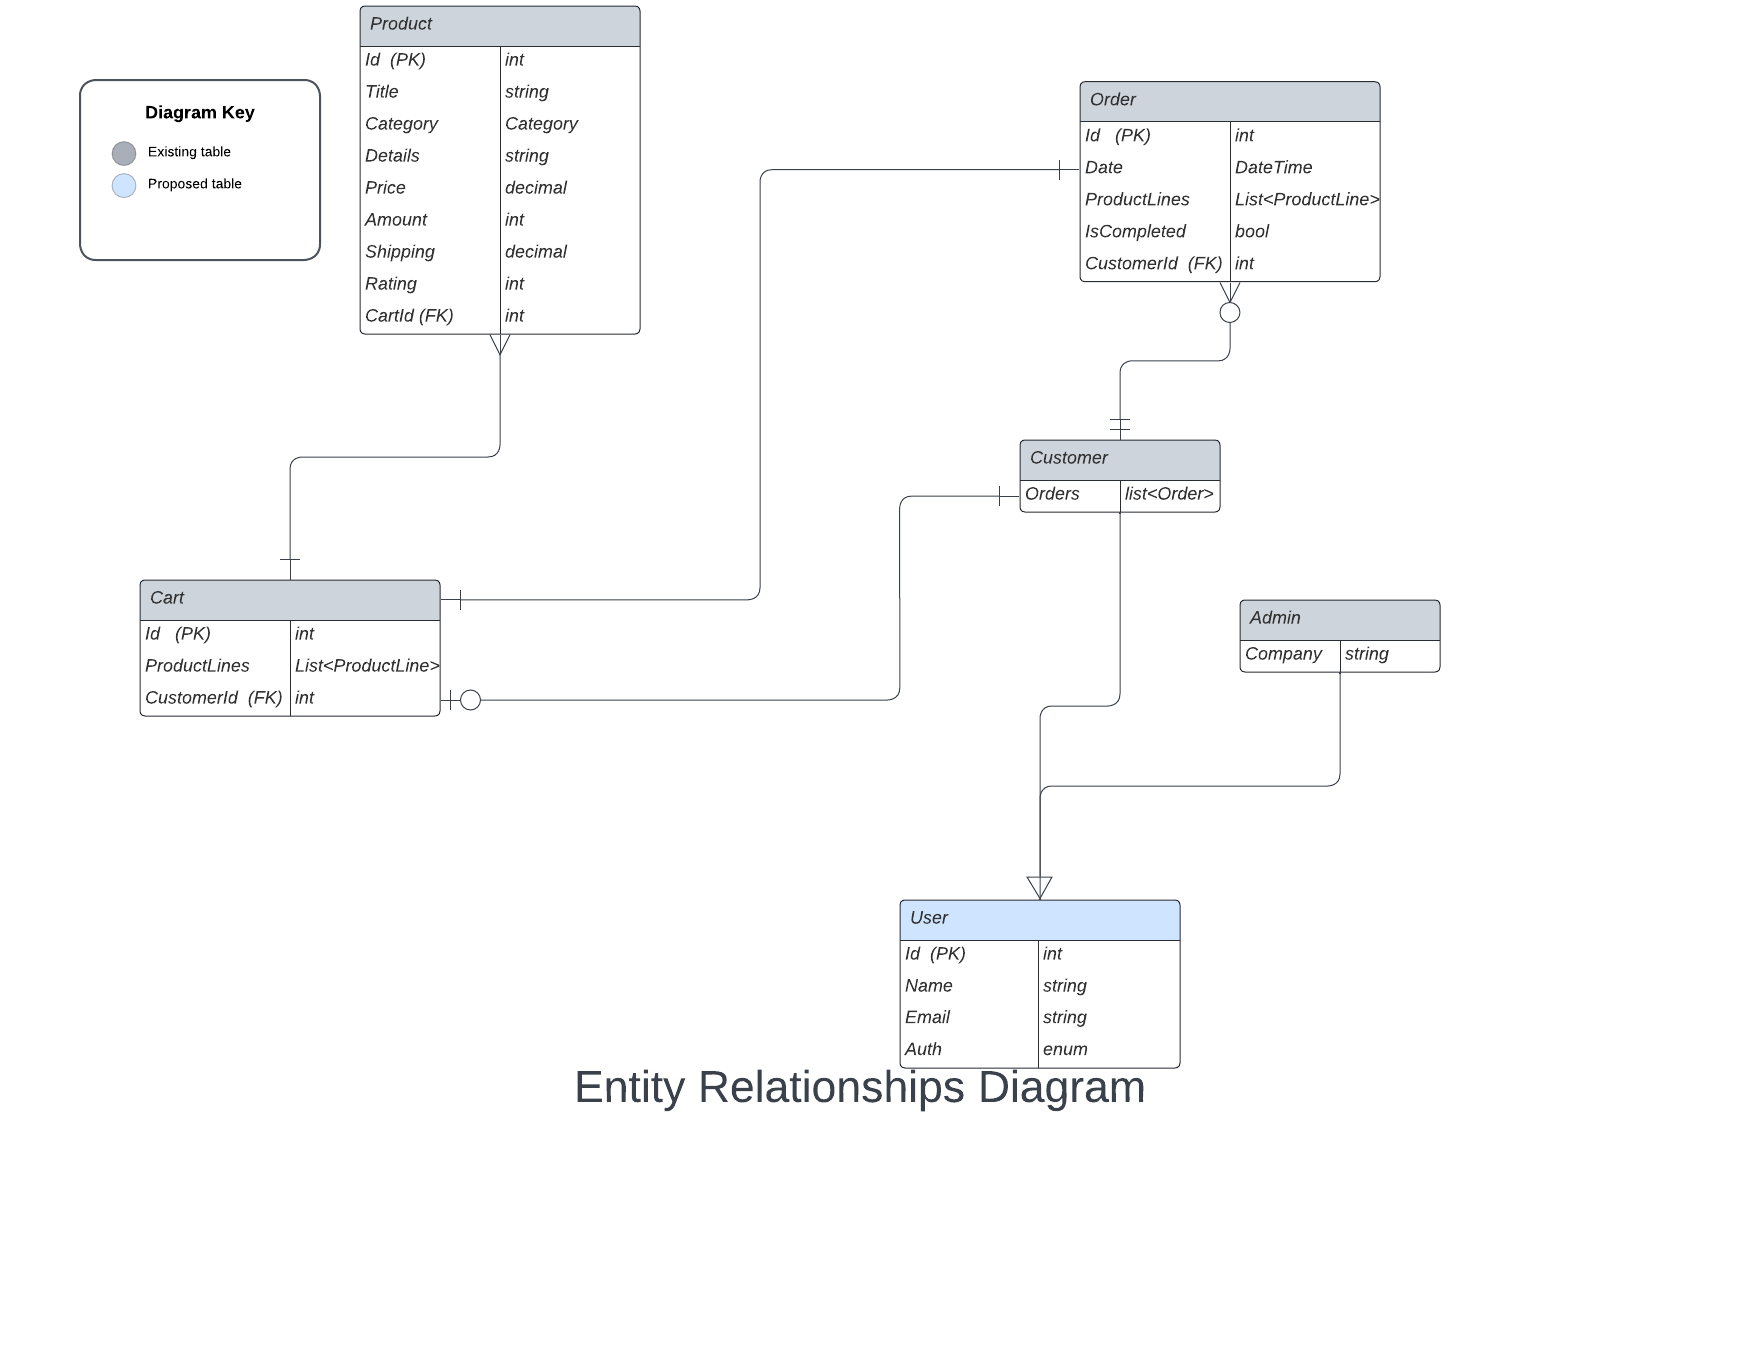 Product
Id (PK) int
Title string
Category Category
Details string
Price decimal
Amount int
Shipping decimal
Rating int
CartId (FK) int
Diagram Key
Existing table
Proposed table
Order
Id (PK) int
Date DateTime
ProductLines List<ProductLine>
IsCompleted bool
CustomerId (FK) int
Customer
Orders list<Order>
Cart
Id (PK) int
ProductLines List<ProductLine>
CustomerId (FK) int
Admin
Company string
User
Id (PK) int
Name string
Email string
Auth enum
Entity Relationships Diagram